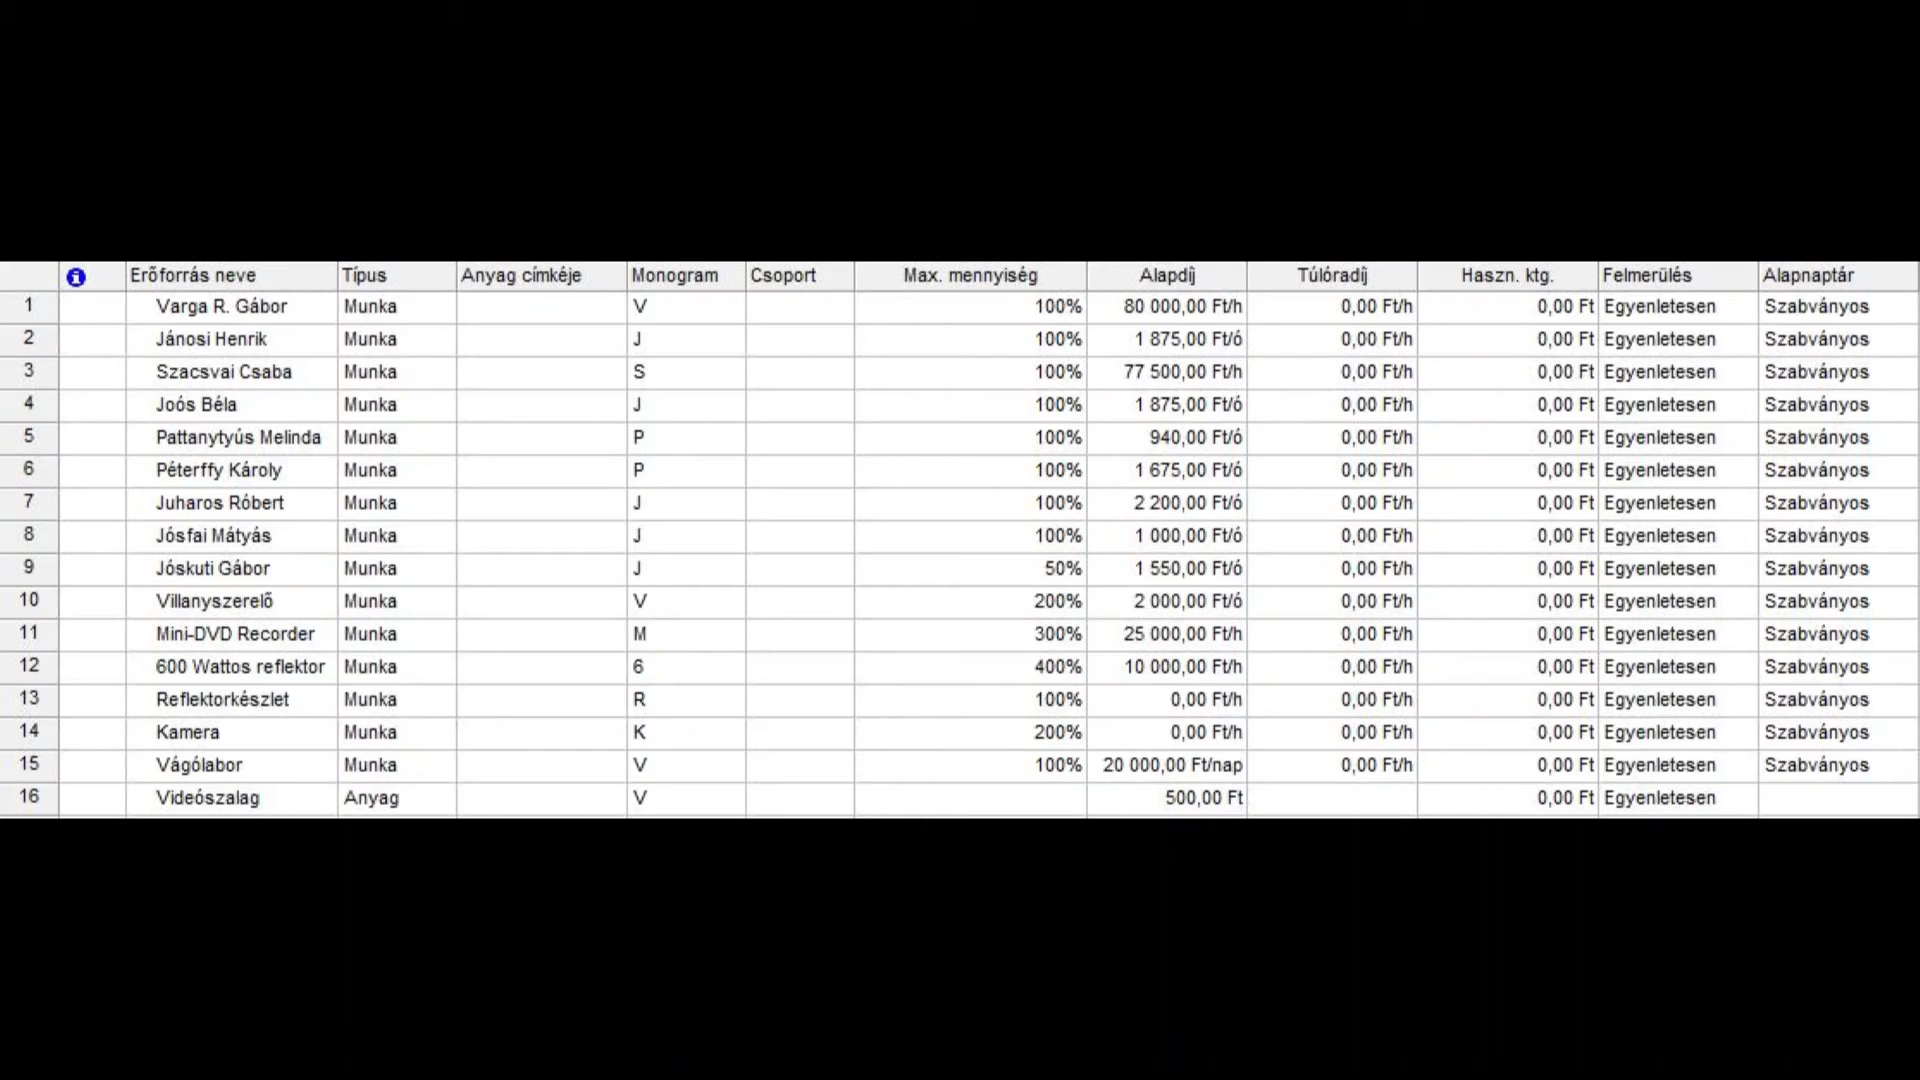 Erőforrás neve Típus Anyag címkéje Monogram Csoport Max. mennyiség Alapdíj Túlóradíj Haszn. ktg. Felmerülés Alapnaptár
1 Varga R. Gábor Munka V 100% 80 000,00 Ft/h 0,00 Ft/h 0,00 Ft Egyenletesen Szabványos
2 Jánosi Henrik Munka J 100% 1 875,00 Ft/ó 0,00 Ft/h 0,00 Ft Egyenletesen Szabványos
3 Szacsvai Csaba Munka S 100% 77 500,00 Ft/h 0,00 Ft/h 0,00 Ft Egyenletesen Szabványos
4 Joós Béla Munka J 100% 1 875,00 Ft/ó 0,00 Ft/h 0,00 Ft Egyenletesen Szabványos
5 Pattanytyús Melinda Munka P 100% 940,00 Ft/ó 0,00 Ft/h 0,00 Ft Egyenletesen Szabványos
6 Péterffy Károly Munka P 100% 1 675,00 Ft/ó 0,00 Ft/h 0,00 Ft Egyenletesen Szabványos
7 Juharos Róbert Munka J 100% 2 200,00 Ft/ó 0,00 Ft/h 0,00 Ft Egyenletesen Szabványos
8 Jósfai Mátyás Munka J 100% 1 000,00 Ft/ó 0,00 Ft/h 0,00 Ft Egyenletesen Szabványos
9 Jóskuti Gábor Munka J 50% 1 550,00 Ft/ó 0,00 Ft/h 0,00 Ft Egyenletesen Szabványos
10 Villanyszerelő Munka V 200% 2 000,00 Ft/ó 0,00 Ft/h 0,00 Ft Egyenletesen Szabványos
11 Mini-DVD Recorder Munka M 300% 25 000,00 Ft/h 0,00 Ft/h 0,00 Ft Egyenletesen Szabványos
12 600 Wattos reflektor Munka 6 400% 10 000,00 Ft/h 0,00 Ft/h 0,00 Ft Egyenletesen Szabványos
13 Reflektorkészlet Munka R 100% 0,00 Ft/h 0,00 Ft/h 0,00 Ft Egyenletesen Szabványos
14 Kamera Munka K 200% 0,00 Ft/h 0,00 Ft/h 0,00 Ft Egyenletesen Szabványos
15 Vágólabor Munka V 100% 20 000,00 Ft/nap 0,00 Ft/h 0,00 Ft Egyenletesen Szabványos
16 Videószalag Anyag V 500,00 Ft 0,00 Ft Egyenletesen